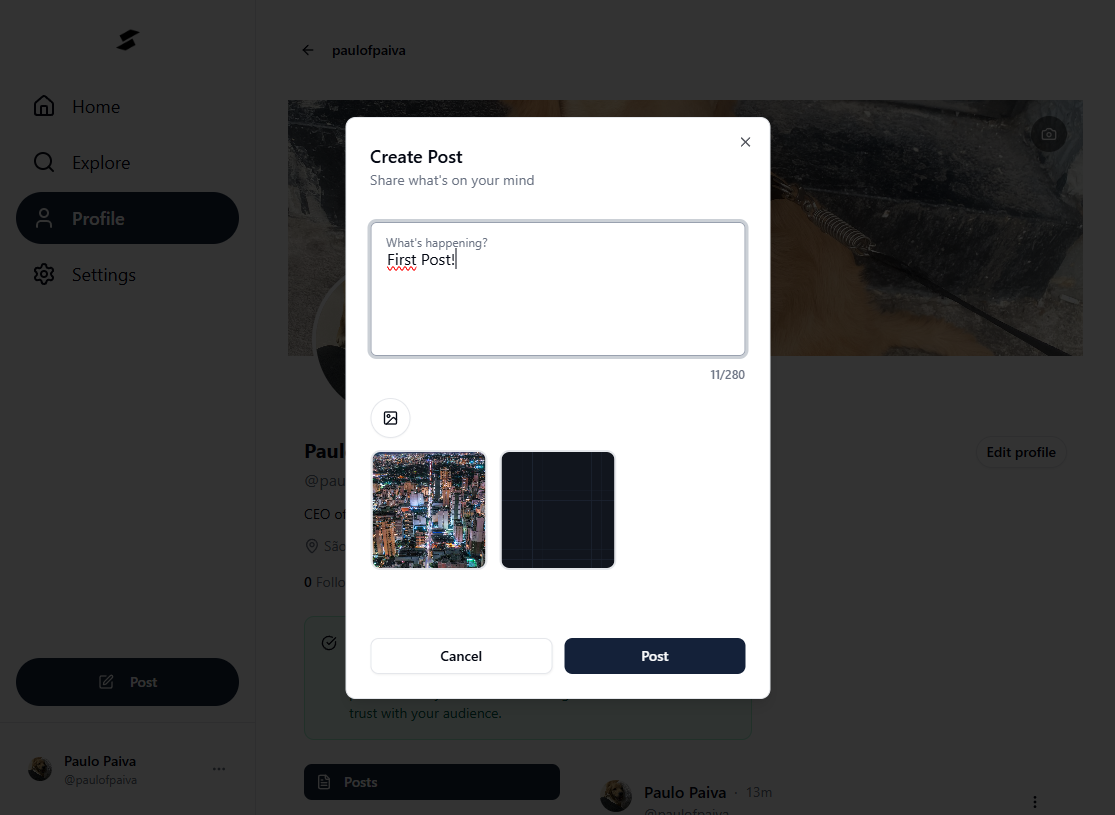 paulofpaiva
Home
Explore
Profile
Settings
Create Post
Share what's on your mind
What's happening?
First Post!
11/280
Paul
Edit profile
@pau
CEO of
São
0 Follo
Cancel
Post
Post
trust with your audience.
Paulo Paiva
@paulofpaiva
Posts
Paulo Paiva · 13m
@paulofpaiva